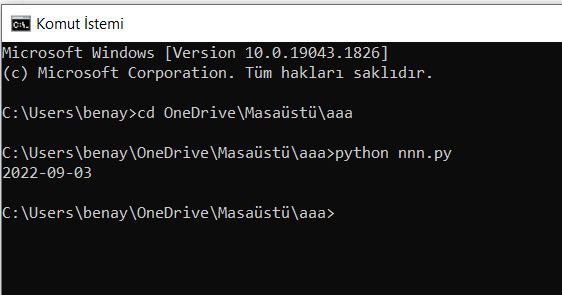 Komut İstemi
Microsoft Windows [Version 10.0.19043.1826]
(c) Microsoft Corporation. Tüm hakları saklıdır.
C:\Users\benay>cd OneDrive\Masaüstü\aaa
C:\Users\benay\OneDrive\Masaüstü\aaa>python nnn.py
2022-09-03
C:\Users\benay\OneDrive\Masaüstü\aaa>